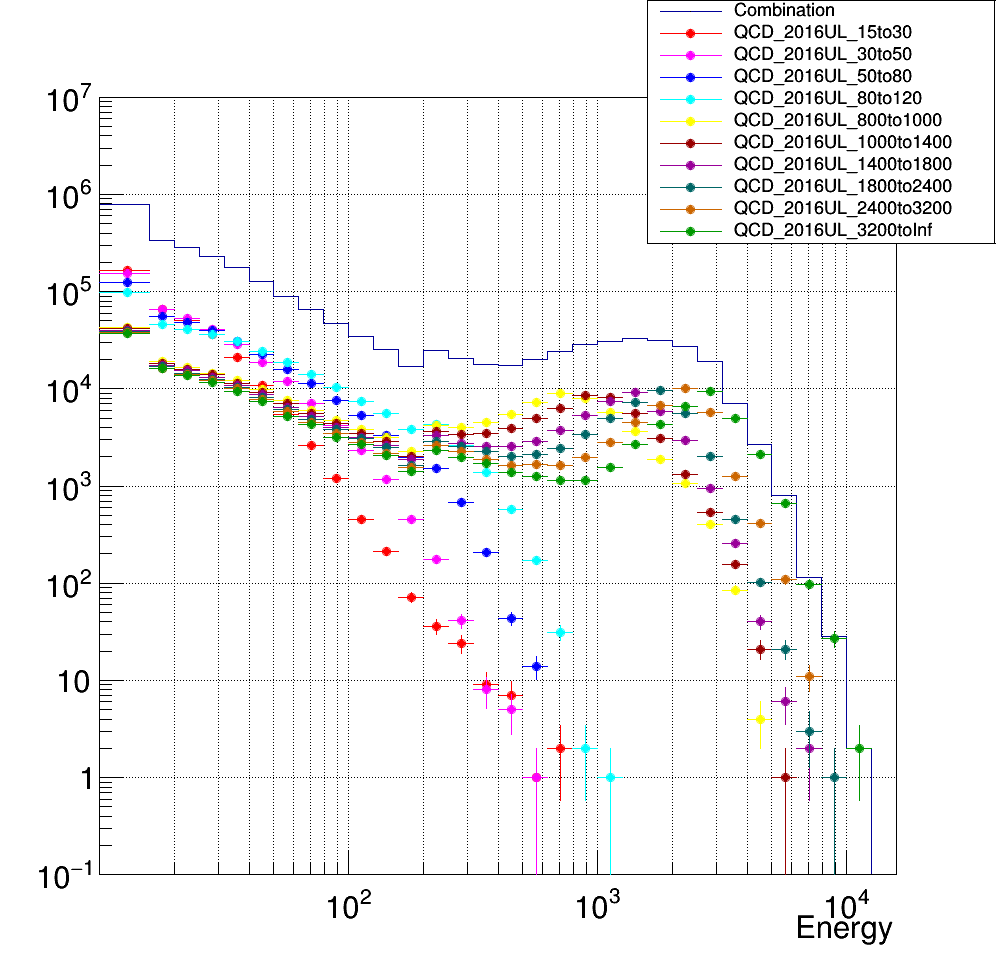 Combination
QCD_2016UL_15to30
QCD_2016UL_30to50
QCD_2016UL_50to80
QCD_2016UL_80to120
QCD_2016UL_800to1000
QCD_2016UL_1000to1400
QCD_2016UL_1400to1800
QCD_2016UL_1800to2400
QCD_2016UL_2400to3200
QCD_2016UL_3200toInf
10^7
10^6
10^5
10^4
10^3
10^2
10
1
10^−1
10^2 10^3 10^4
Energy